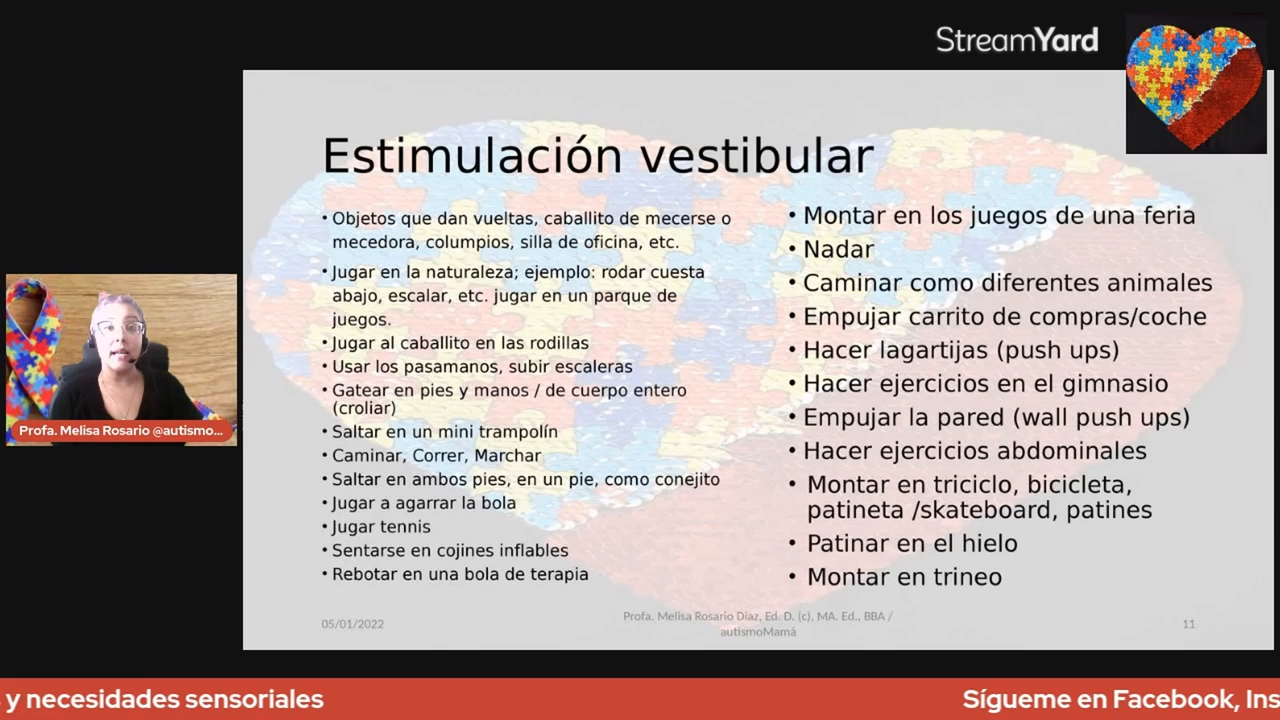 StreamYard
Estimulación vestibular
• Objetos que dan vueltas, caballito de mecerse o
mecedora, columpios, silla de oficina, etc.
• Jugar en la naturaleza; ejemplo: rodar cuesta
abajo, escalar, etc. jugar en un parque de
juegos.
• Jugar al caballito en las rodillas
• Usar los pasamanos, subir escaleras
• Gatear en pies y manos / de cuerpo entero
(croliar)
• Saltar en un mini trampolín
• Caminar, Correr, Marchar
• Saltar en ambos pies, en un pie, como conejito
• Jugar a agarrar la bola
• Jugar tennis
• Sentarse en cojines inflables
• Rebotar en una bola de terapia
• Montar en los juegos de una feria
• Nadar
• Caminar como diferentes animales
• Empujar carrito de compras/coche
• Hacer lagartijas (push ups)
• Hacer ejercicios en el gimnasio
• Empujar la pared (wall push ups)
• Hacer ejercicios abdominales
• Montar en triciclo, bicicleta,
patineta /skateboard, patines
• Patinar en el hielo
• Montar en trineo
05/01/2022
Profa. Melisa Rosario Diaz, Ed. D. (c), MA. Ed., BBA /
autismoMamá
11
Profa. Melisa Rosario @autismo...
y necesidades sensoriales
Sígueme en Facebook, Ins